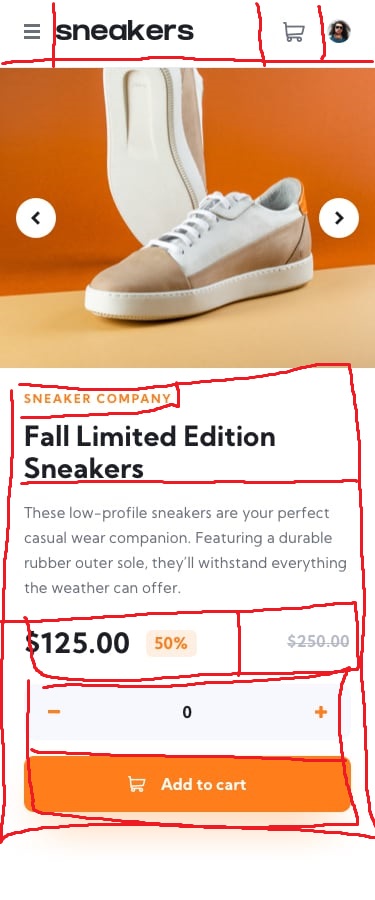 sneakers
SNEAKER COMPANY
Fall Limited Edition
Sneakers
These low-profile sneakers are your perfect
casual wear companion. Featuring a durable
rubber outer sole, they'll withstand everything
the weather can offer.
$125.00 50% $250.00
- 0 +
Add to cart